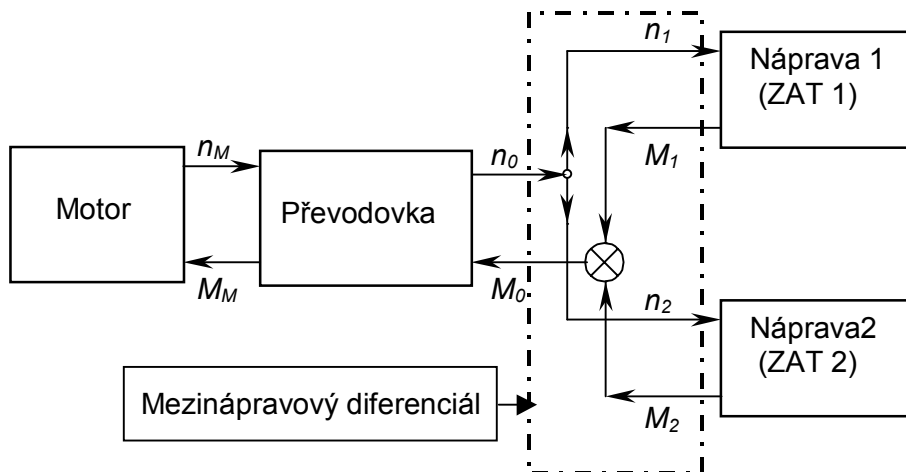 n1
Náprava 1
(ZAT 1)
nM
n0
M1
Motor
Převodovka
MM
M0
n2
Náprava2
(ZAT 2)
Mezinápravový diferenciál
M2